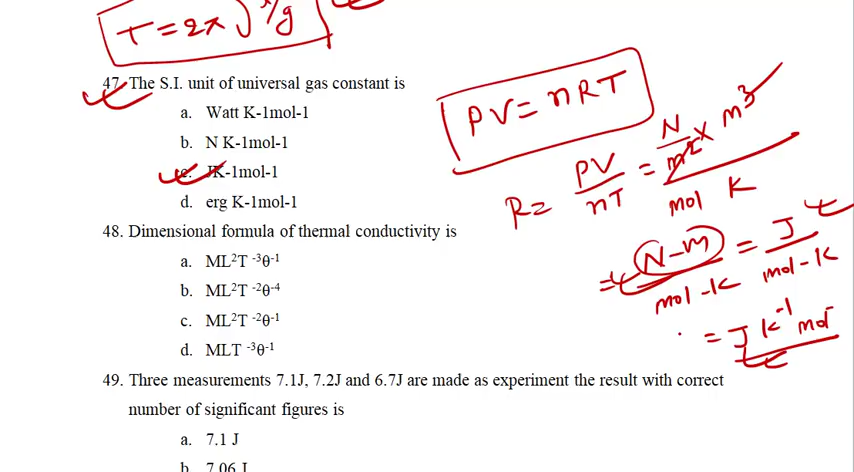 T = 2π √x/g
47. The S.I. unit of universal gas constant is
a. Watt K-1mol-1
b. N K-1mol-1
c. JK-1mol-1
d. erg K-1mol-1
PV = nRT
R = PV/nT = N/m² × m³ / mol K
= N-m / mol-K = J / mol-K
= J K⁻¹ mol⁻
48. Dimensional formula of thermal conductivity is
a. ML²T ⁻³θ⁻¹
b. ML²T ⁻²θ⁻⁴
c. ML²T ⁻²θ⁻¹
d. MLT ⁻³θ⁻¹
49. Three measurements 7.1J, 7.2J and 6.7J are made as experiment the result with correct
number of significant figures is
a. 7.1 J
b. 7.06 J